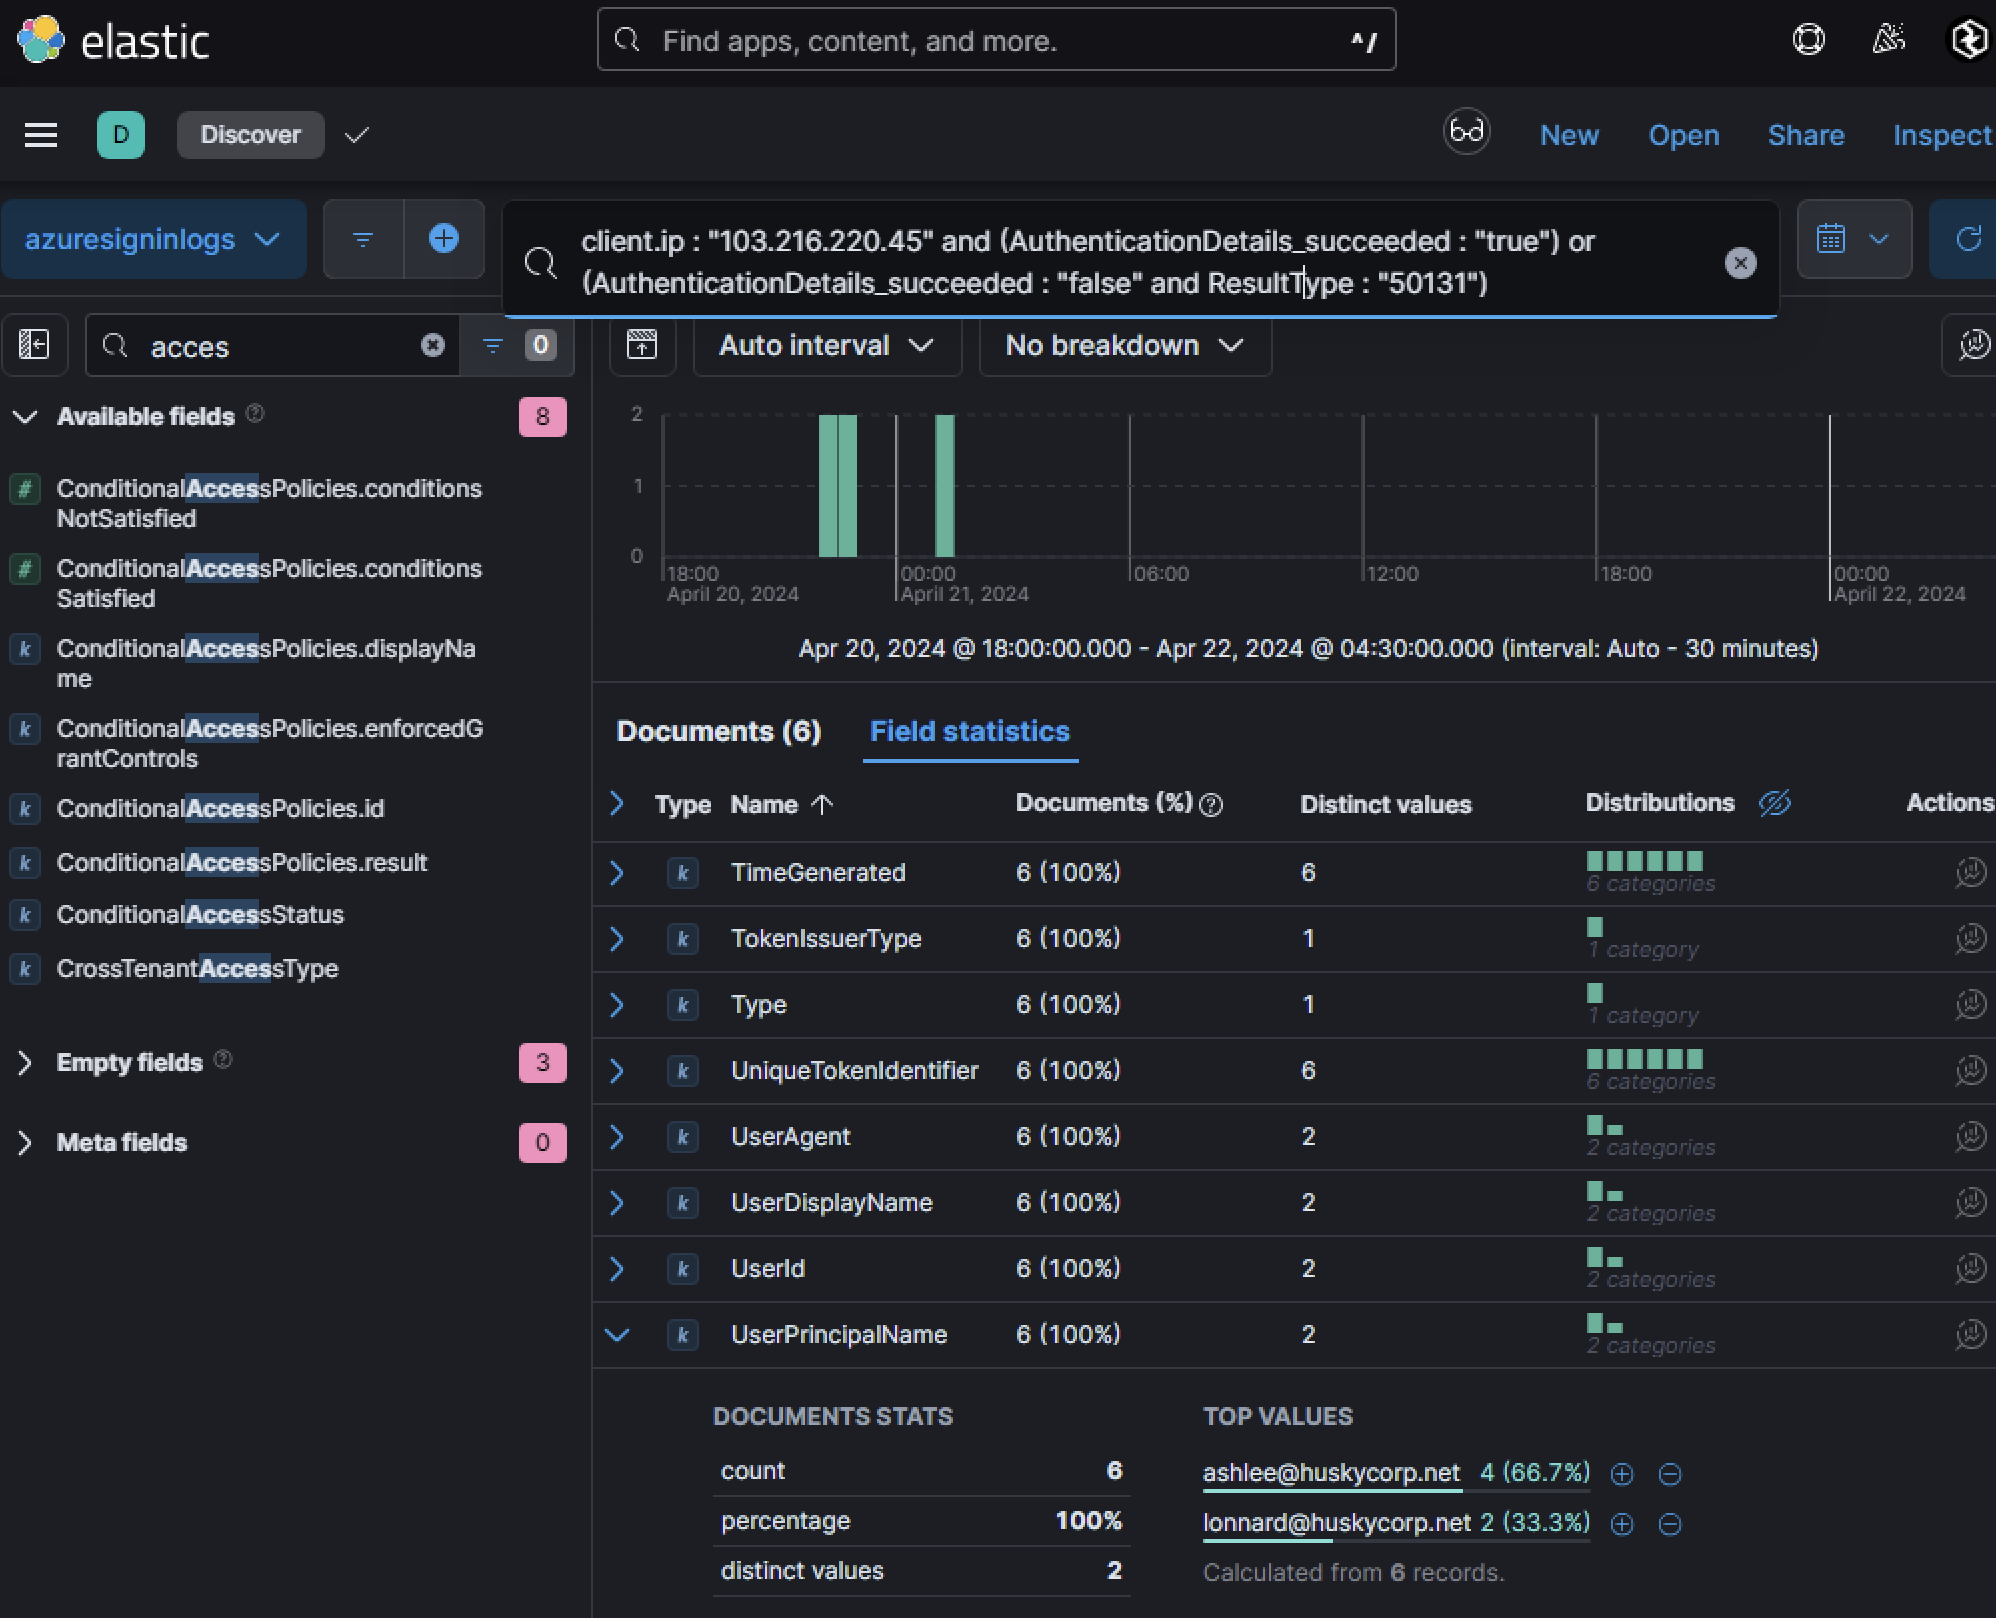 elastic
Find apps, content, and more.
^/
D
Discover
New
Open
Share
Inspect
azuresigninlogs
client.ip : "103.216.220.45" and (AuthenticationDetails_succeeded : "true") or
(AuthenticationDetails_succeeded : "false" and ResultType : "50131")
acces
0
Auto interval
No breakdown
Available fields
8
ConditionalAccessPolicies.conditions
NotSatisfied
ConditionalAccessPolicies.conditions
Satisfied
ConditionalAccessPolicies.displayNa
me
ConditionalAccessPolicies.enforcedG
rantControls
ConditionalAccessPolicies.id
ConditionalAccessPolicies.result
ConditionalAccessStatus
CrossTenantAccessType
Empty fields
3
Meta fields
0
2
1
0
18:00
April 20, 2024
00:00
April 21, 2024
06:00
12:00
18:00
00:00
April 22, 2024
Apr 20, 2024 @ 18:00:00.000 - Apr 22, 2024 @ 04:30:00.000 (interval: Auto - 30 minutes)
Documents (6)
Field statistics
Type Name Documents (%) Distinct values Distributions Actions
k TimeGenerated 6 (100%) 6 6 categories
k TokenIssuerType 6 (100%) 1 1 category
k Type 6 (100%) 1 1 category
k UniqueTokenIdentifier 6 (100%) 6 6 categories
k UserAgent 6 (100%) 2 2 categories
k UserDisplayName 6 (100%) 2 2 categories
k UserId 6 (100%) 2 2 categories
k UserPrincipalName 6 (100%) 2 2 categories
DOCUMENTS STATS
count 6
percentage 100%
distinct values 2
TOP VALUES
ashlee@huskycorp.net 4 (66.7%)
lonnard@huskycorp.net 2 (33.3%)
Calculated from 6 records.